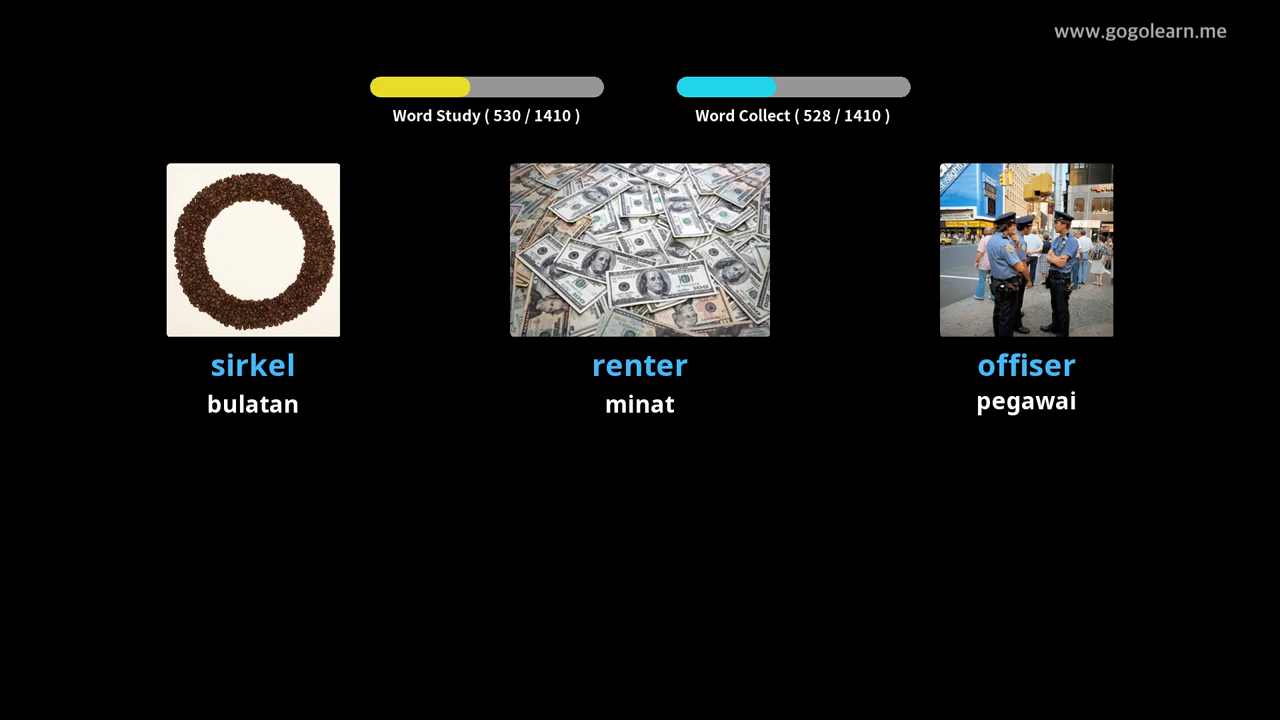 www.gogolearn.me
Word Study ( 530 / 1410 )
Word Collect ( 528 / 1410 )
sirkel
bulatan
renter
minat
offiser
pegawai